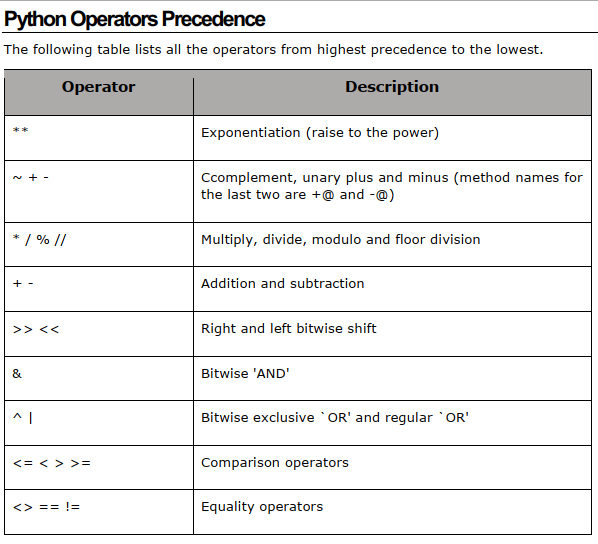 Python Operators Precedence
The following table lists all the operators from highest precedence to the lowest.
Operator Description
** Exponentiation (raise to the power)
~ + - Ccomplement, unary plus and minus (method names for
the last two are +@ and -@)
* / % // Multiply, divide, modulo and floor division
+ - Addition and subtraction
>> << Right and left bitwise shift
& Bitwise 'AND'
^ | Bitwise exclusive `OR' and regular `OR'
<= < > >= Comparison operators
<> == != Equality operators